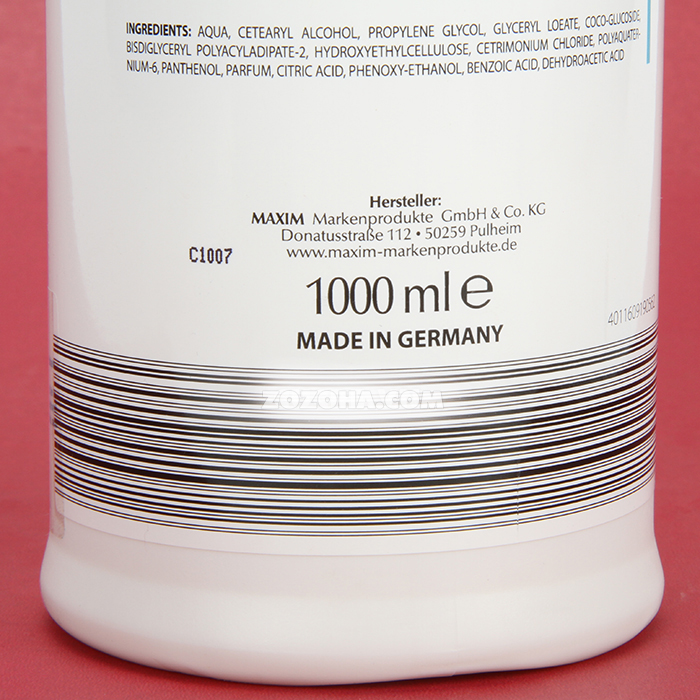 INGREDIENTS: AQUA, CETEARYL ALCOHOL, PROPYLENE GLYCOL, GLYCERYL LOEATE, COCO-GLUCOSIDE,
BISDIGLYCERYL POLYACYLADIPATE-2, HYDROXYETHYLCELLULOSE, CETRIMONIUM CHLORIDE, POLYAQUATER-
NIUM-6, PANTHENOL, PARFUM, CITRIC ACID, PHENOXY-ETHANOL, BENZOIC ACID, DEHYDROACETIC ACID
Hersteller:
MAXIM Markenprodukte GmbH & Co. KG
Donatusstraße 112 • 50259 Pulheim
www.maxim-markenprodukte.de
C1007
1000 ml e
4011609190562
MADE IN GERMANY
ZOZOHA.COM